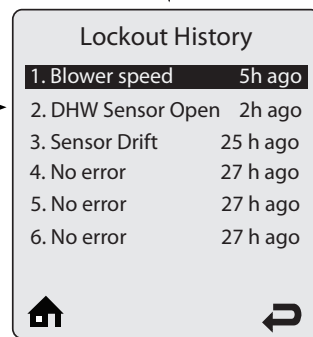 Lockout History
1. Blower speed 5h ago
2. DHW Sensor Open 2h ago
3. Sensor Drift 25 h ago
4. No error 27 h ago
5. No error 27 h ago
6. No error 27 h ago